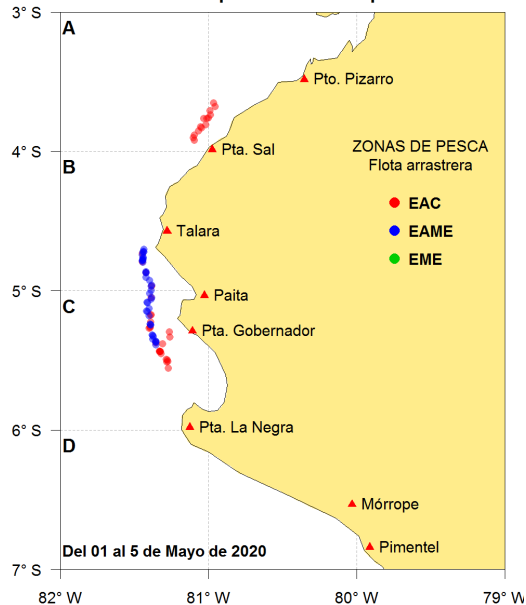 3° S
A
Pto. Pizarro
ZONAS DE PESCA
Flota arrastrera
4° S
Pta. Sal
B
EAC
Talara
EAME
EME
5° S
Paita
C
Pta. Gobernador
6° S
Pta. La Negra
D
Mórrope
Pimentel
Del 01 al 5 de Mayo de 2020
7° S
82° W
81° W
80° W
79° W